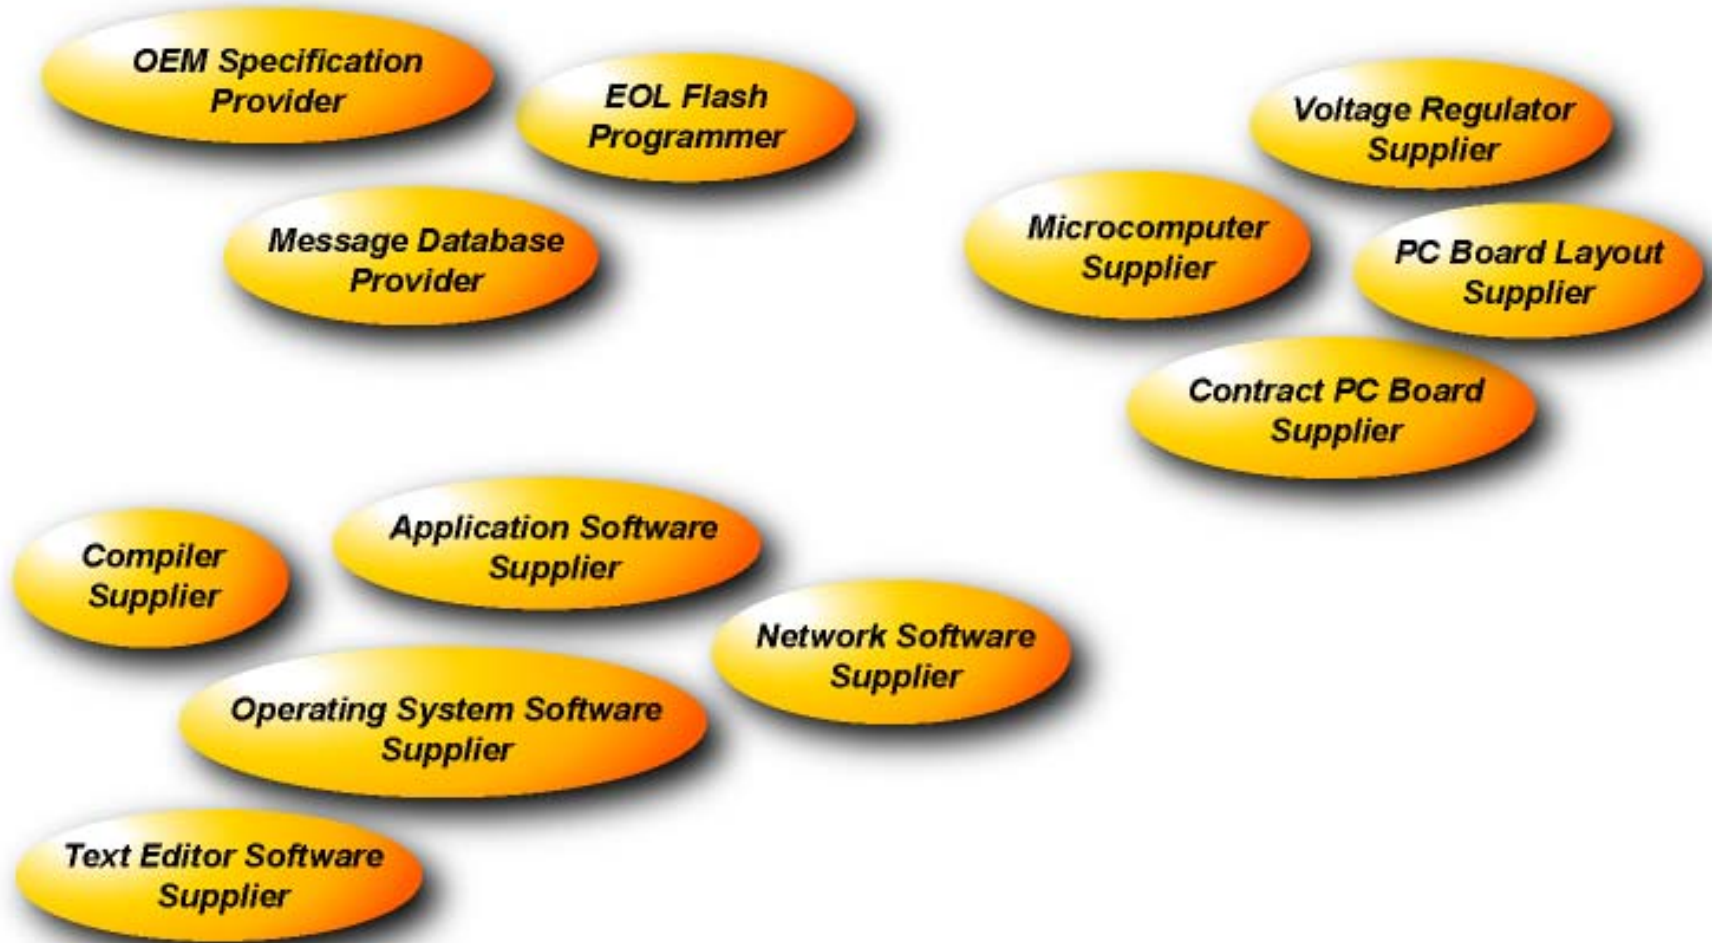 OEM Specification
Provider
EOL Flash
Programmer
Message Database
Provider
Voltage Regulator
Supplier
Microcomputer
Supplier
PC Board Layout
Supplier
Contract PC Board
Supplier
Application Software
Supplier
Compiler
Supplier
Network Software
Supplier
Operating System Software
Supplier
Text Editor Software
Supplier